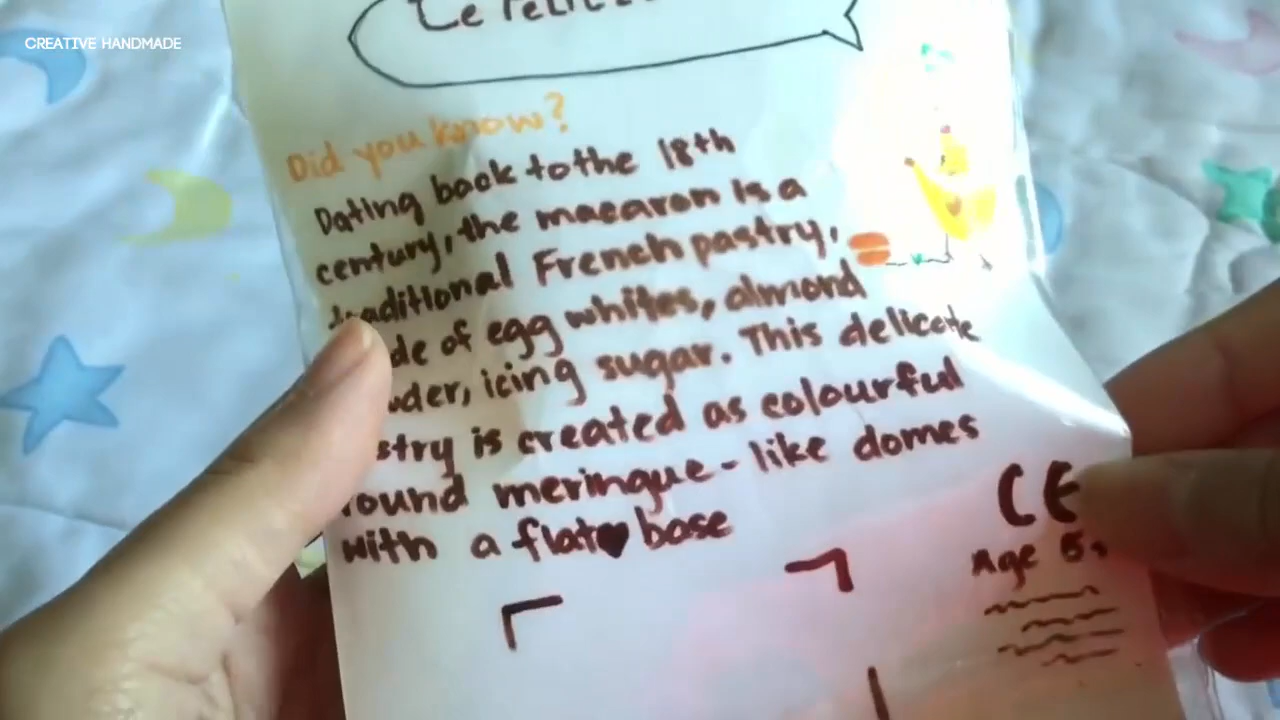 CREATIVE HANDMADE
Le
Did you know?
Dating back to the 18th
century, the macaron is a
traditional French pastry,
de of egg whites, almond
wder, icing sugar. This delicate
stry is created as colourful
round meringue-like domes
with a flat♥ base
CE
Age 5+